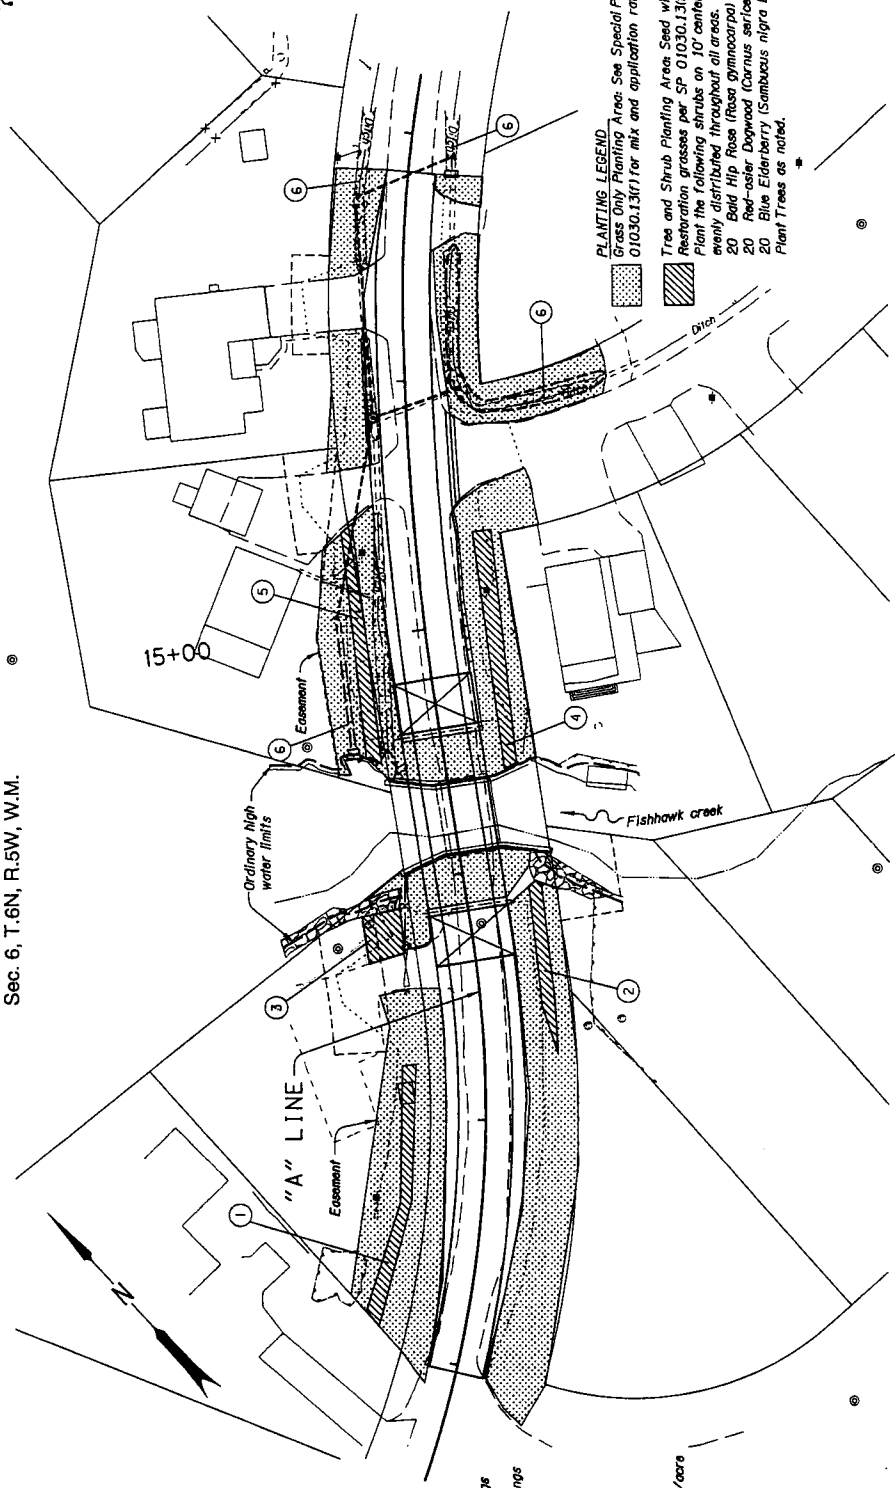 Sec. 6, T.6N, R.5W, W.M.
N
15+00
"A" LINE
Easement
Easement
Ordinary high
water limits
Fishhawk creek
Ditch
Ditch
Ditch
1
2
3
4
5
6
6
6
6
PLANTING LEGEND
Grass Only Planting Area: See Special
01030.13(f) for mix and application
Tree and Shrub Planting Area: Seed
Restoration grasses per SP 01030.13
Plant the following shrubs on 10' center
evenly distributed throughout all areas.
20 Bald Hip Rose (Rosa gymnocarpa)
20 Red-osier Dogwood (Cornus
20 Blue Elderberry (Sambucus nigra
Plant Trees as noted.
/acre